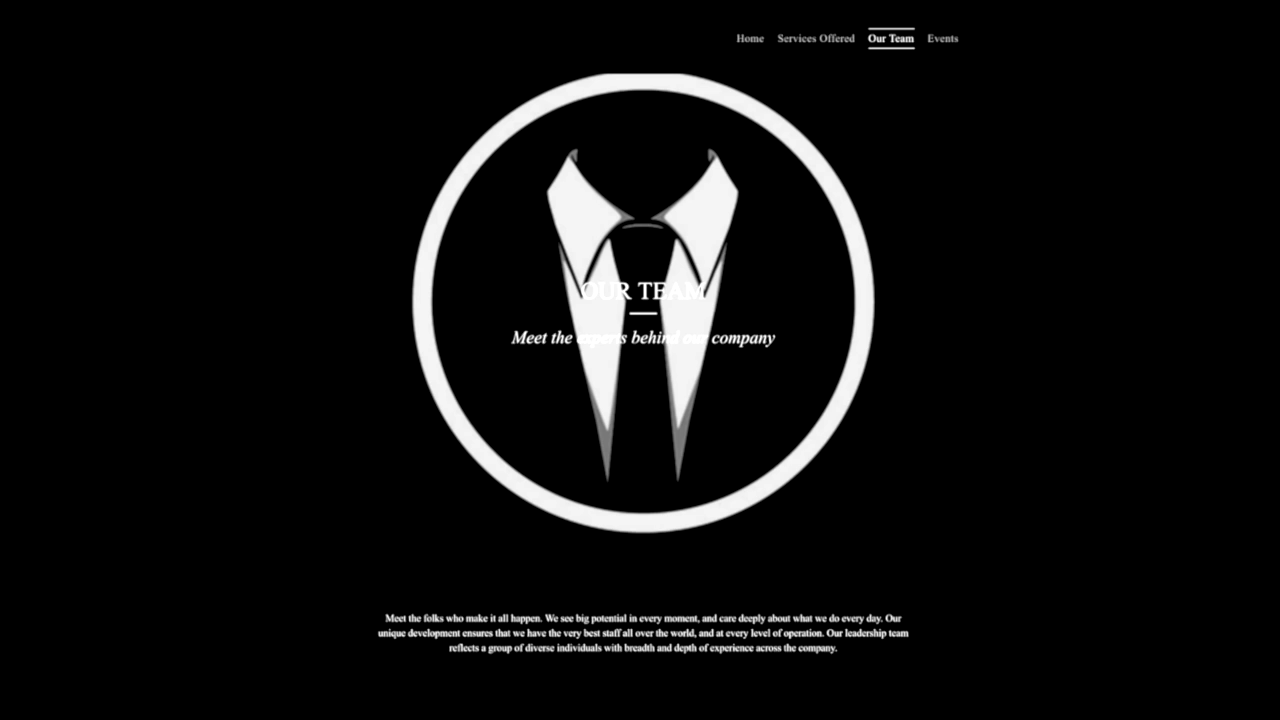 Home Services Offered Our Team Events
OUR TEAM
Meet the experts behind our company
Meet the folks who make it all happen. We see big potential in every moment, and care deeply about what we do every day. Our
unique development ensures that we have the very best staff all over the world, and at every level of operation. Our leadership team
reflects a group of diverse individuals with breadth and depth of experience across the company.